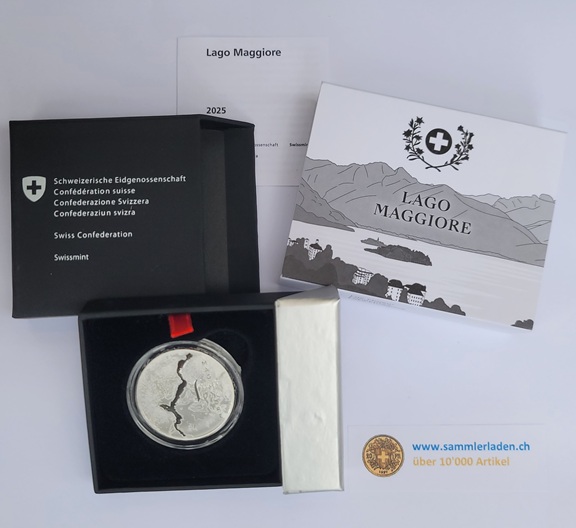 Lago Maggiore
2025
Swissmint
Schweizerische Eidgenossenschaft
Confédération suisse
Confederazione Svizzera
Confederaziun svizra
Swiss Confederation
Swissmint
LAGO
MAGGIORE
www.sammlerladen.ch
über 10'000 Artikel